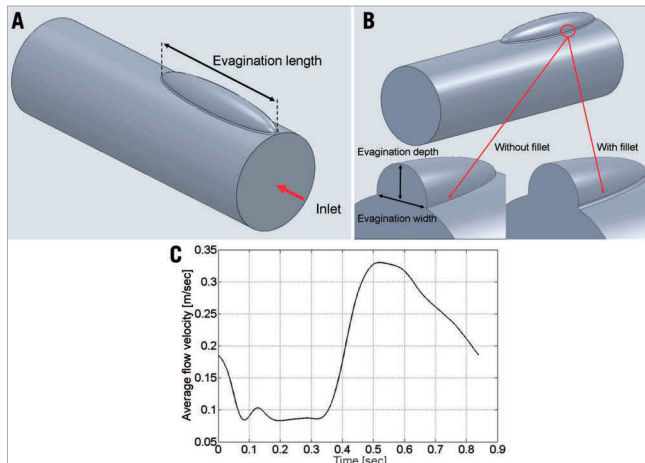 A
Evagination length
Inlet
B
Without fillet
With fillet
Evagination depth
Evagination width
C
Average flow velocity [m/sec]
0.35
0.3
0.25
0.2
0.15
0.1
0.05
0 0.1 0.2 0.3 0.4 0.5 0.6 0.7 0.8 0.9
Time [sec]